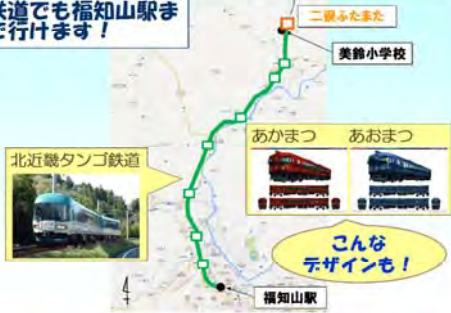 鉄道でも福知山駅ま
で行けます!
二俣ふたまた
美鈴小学校
北近畿タンゴ鉄道
あかまつ
あおまつ
こんな
デザインも!
福知山駅